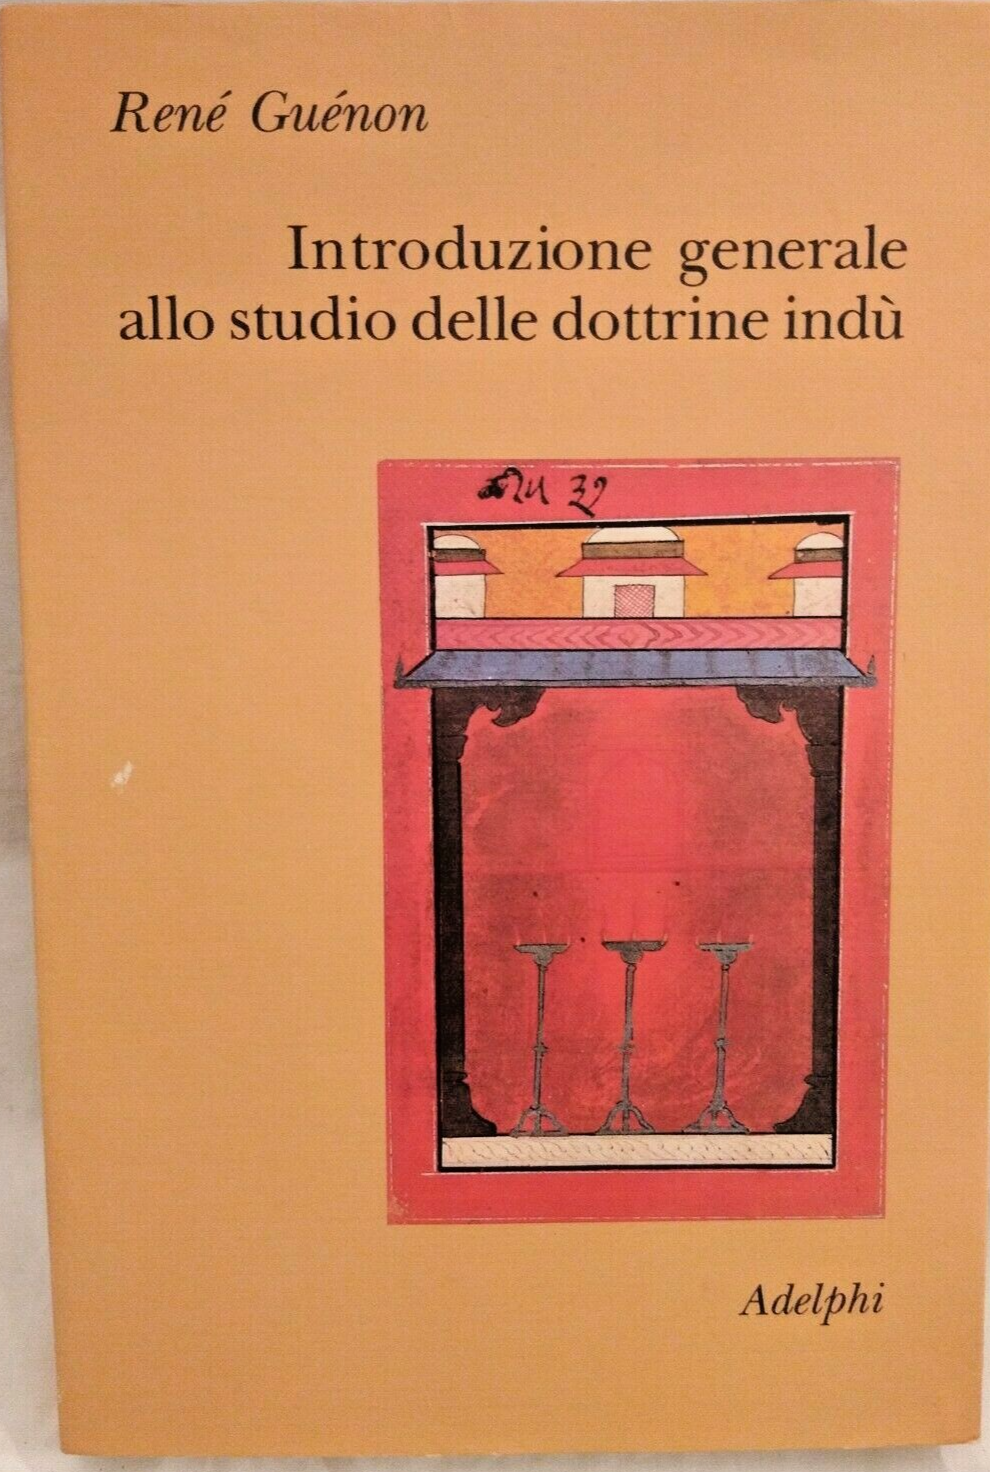 René Guénon
Introduzione generale
allo studio delle dottrine indù
Adelphi